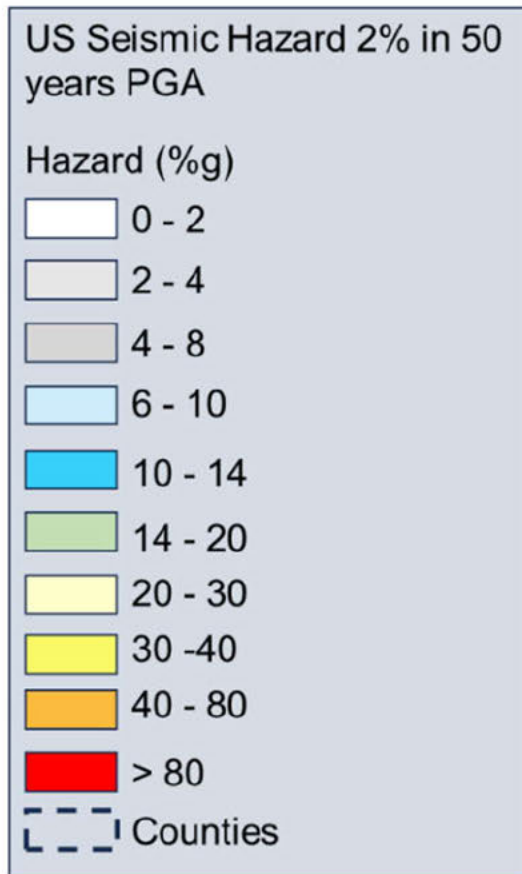 US Seismic Hazard 2% in 50
years PGA
Hazard (%g)
0 - 2
2 - 4
4 - 8
6 - 10
10 - 14
14 - 20
20 - 30
30 -40
40 - 80
> 80
Counties